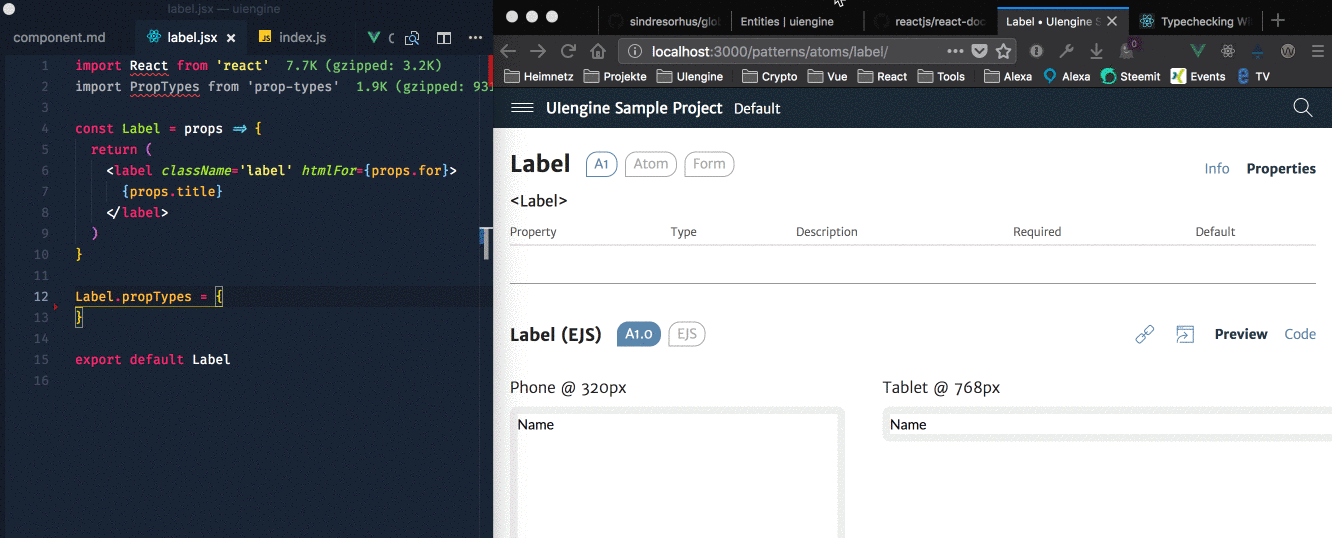 label.jsx — uiengine
component.md label.jsx × JS index.js
1 import React from 'react' 7.7K (gzipped: 3.2K)
2 import PropTypes from 'prop-types' 1.9K (gzipped: 931
3
4 const Label = props => {
5 return (
6 <label className='label' htmlFor={props.for}>
7 {props.title}
8 </label>
9 )
10 }
11
12 Label.propTypes = {
13 }
14
15 export default Label
16
sindresorhus/glo
Entities | uiengine
reactjs/react-doc
Label • UIengine S ×
Typechecking Wi
localhost:3000/patterns/atoms/label/
0
Heimnetz Projekte UIengine Crypto Vue React Tools Alexa Alexa Steemit Events TV
UIengine Sample Project Default
Label A1 Atom Form
Info Properties
<Label>
Property Type Description Required Default
Label (EJS) A1.0 EJS
Preview Code
Phone @ 320px
Tablet @ 768px
Name
Name